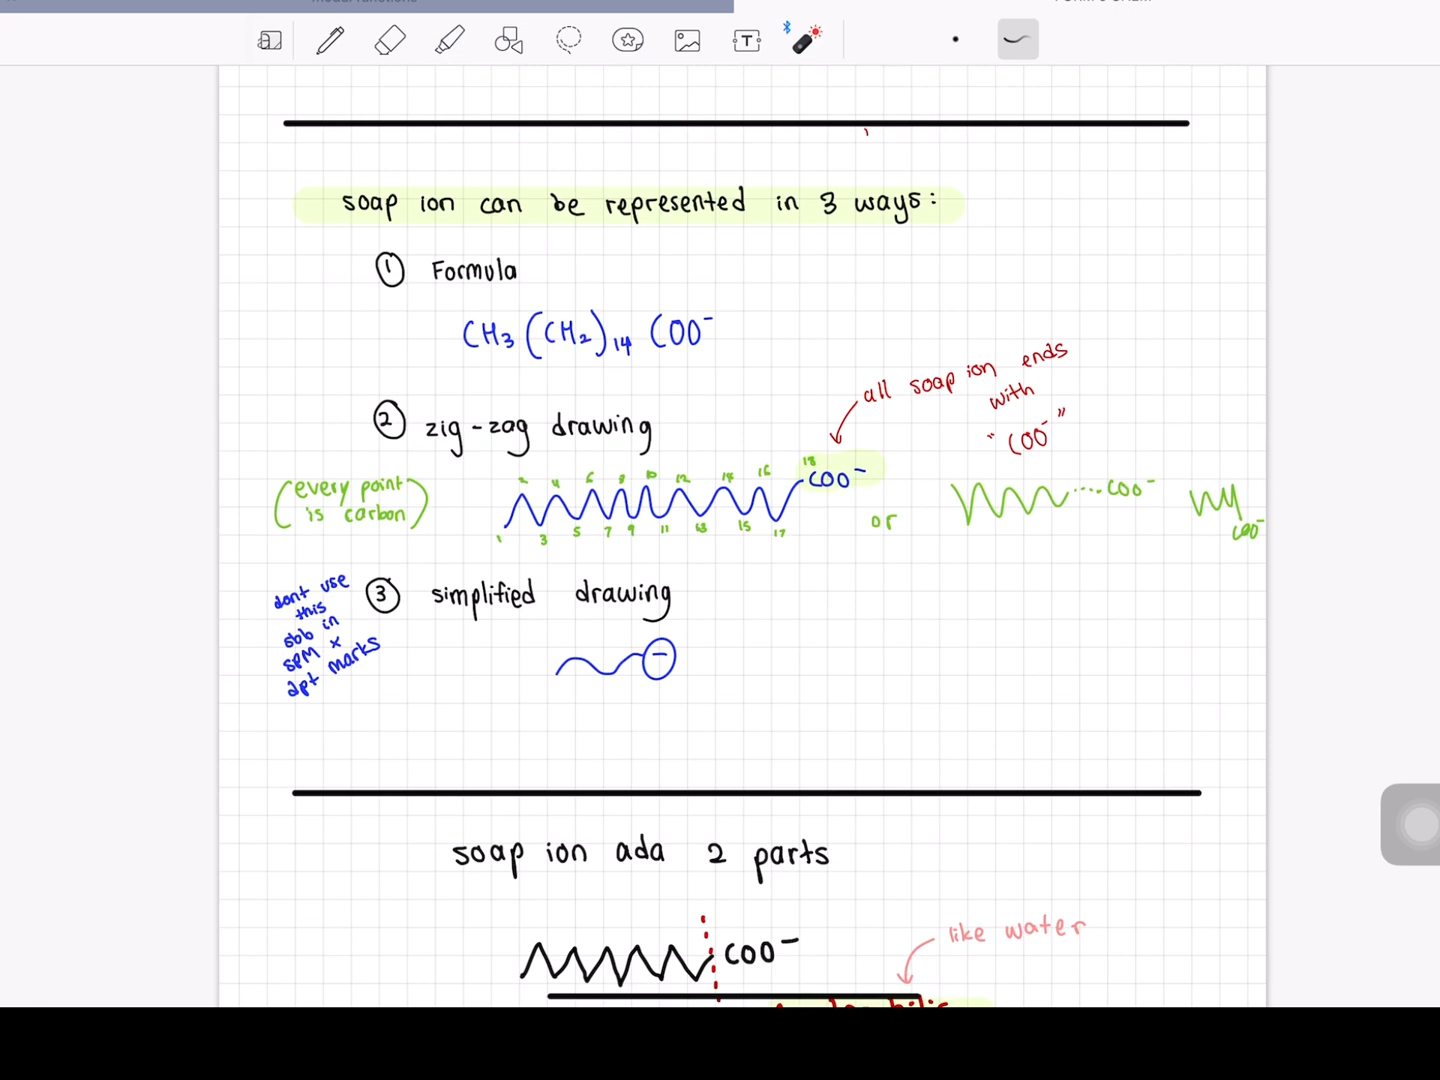 soap ion can be represented in 3 ways:
① Formula
CH₃(CH₂)₁₄COO⁻
② zig-zag drawing
all soap ion ends
with
"COO⁻"
(every point
is carbon)
2 4 6 8 10 12 14 16 18
COO⁻
1 3 5 7 9 11 13 15 17
or
....COO⁻
COO⁻
③ simplified drawing
dont use
this
sbb in
SPM x
dpt marks
−
soap ion ada 2 parts
COO⁻
like water